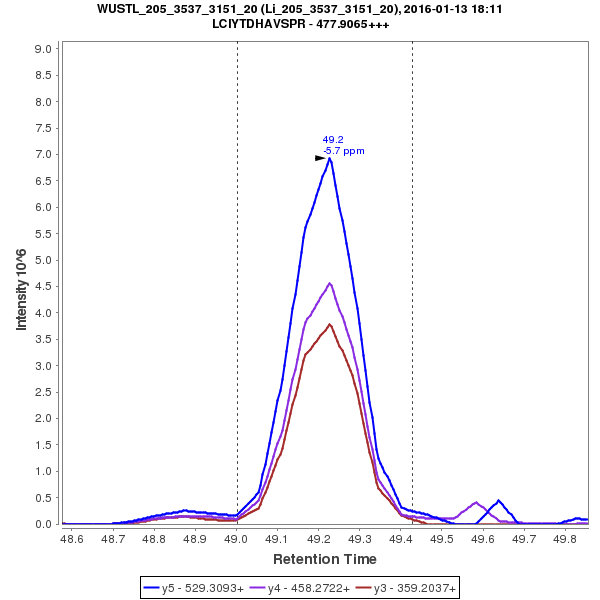 WUSTL_205_3537_3151_20 (Li_205_3537_3151_20), 2016-01-13 18:11
LCIYTDHAVSPR - 477.9065+++
Intensity 10^6
9.0
8.5
8.0
7.5
7.0
6.5
6.0
5.5
5.0
4.5
4.0
3.5
3.0
2.5
2.0
1.5
1.0
0.5
0.0
49.2
-5.7 ppm
48.6 48.7 48.8 48.9 49.0 49.1 49.2 49.3 49.4 49.5 49.6 49.7 49.8
Retention Time
y5 - 529.3093+ y4 - 458.2722+ y3 - 359.2037+